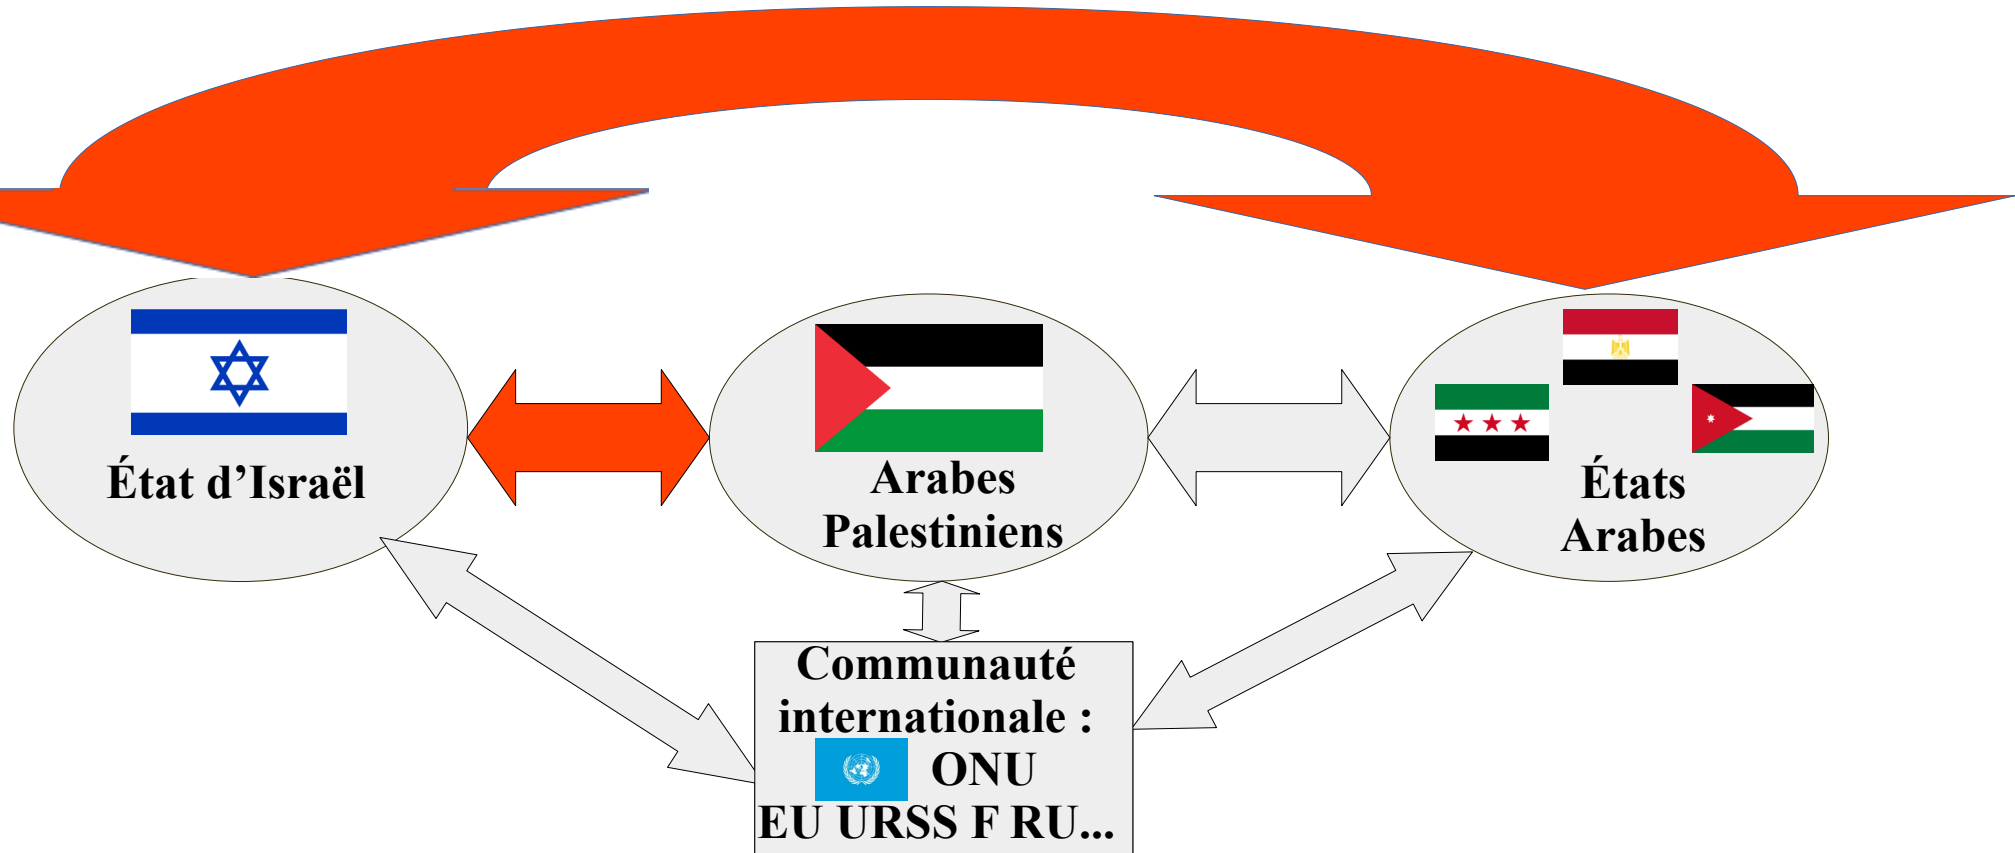 État d’Israël
Arabes
Palestiniens
États
Arabes
Communauté
internationale :
ONU
EU URSS F RU...